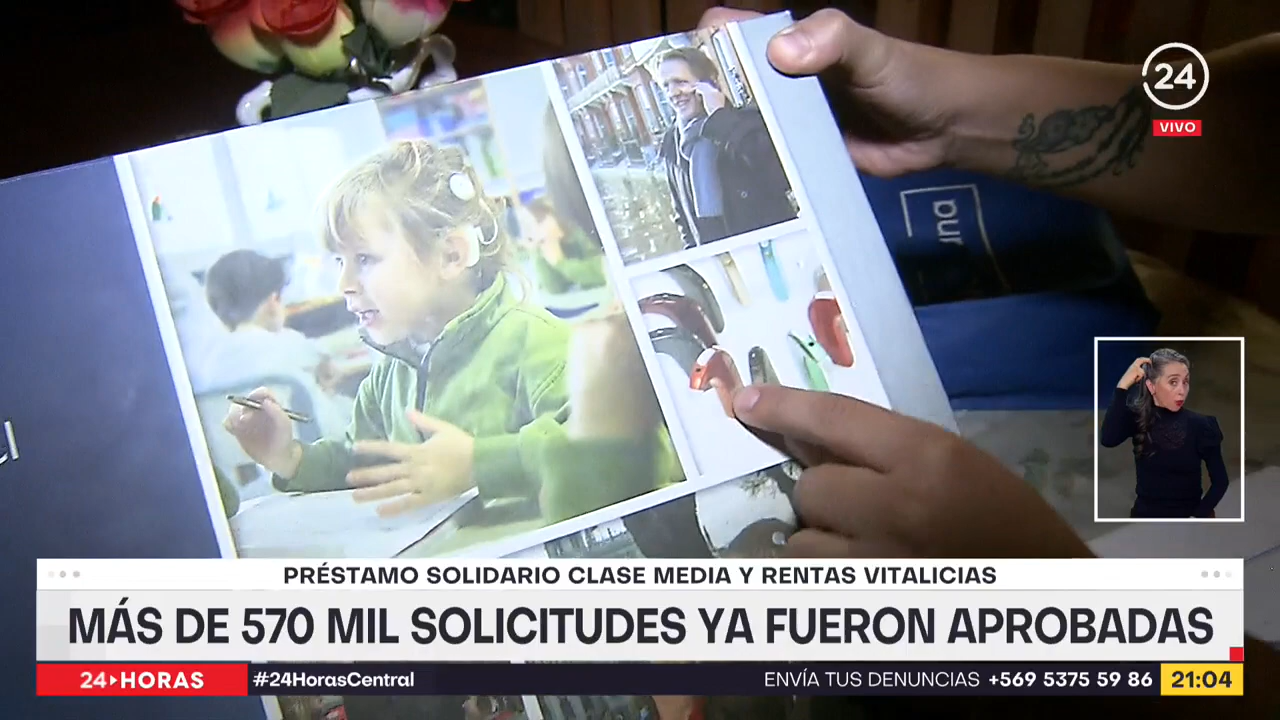 24
VIVO
una
PRÉSTAMO SOLIDARIO CLASE MEDIA Y RENTAS VITALICIAS
MÁS DE 570 MIL SOLICITUDES YA FUERON APROBADAS
24 HORAS
#24HorasCentral
ENVÍA TUS DENUNCIAS +569 5375 59 86
21:04